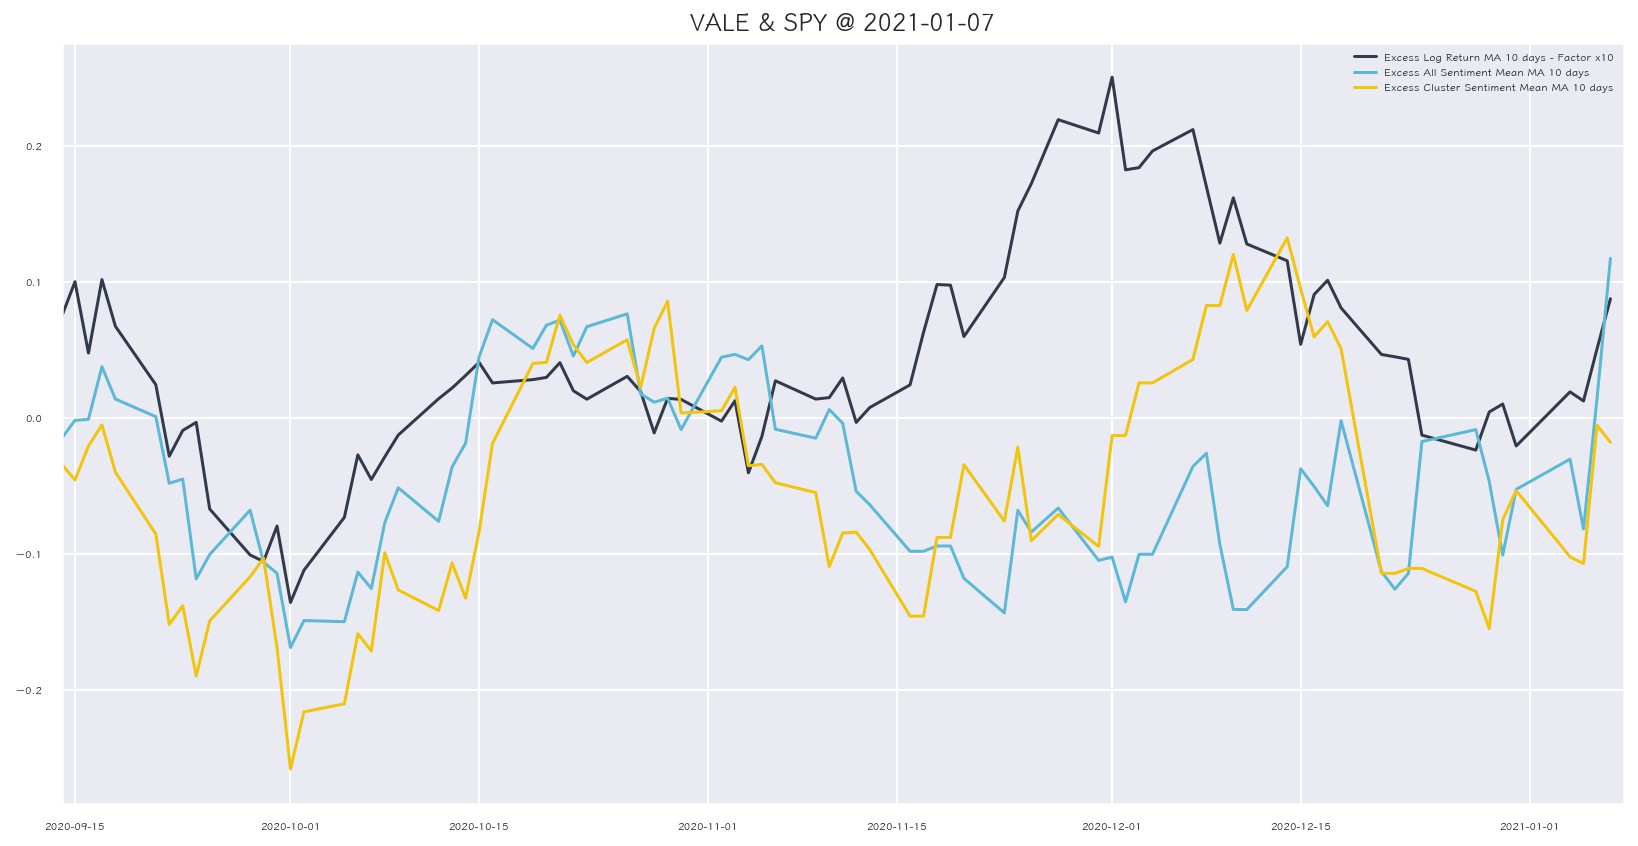 VALE & SPY @ 2021-01-07
Excess Log Return MA 10 days - Factor x10
Excess All Sentiment Mean MA 10 days
Excess Cluster Sentiment Mean MA 10 days
0.2
0.1
0.0
−0.1
−0.2
2020-09-15 2020-10-01 2020-10-15 2020-11-01 2020-11-15 2020-12-01 2020-12-15 2021-01-01